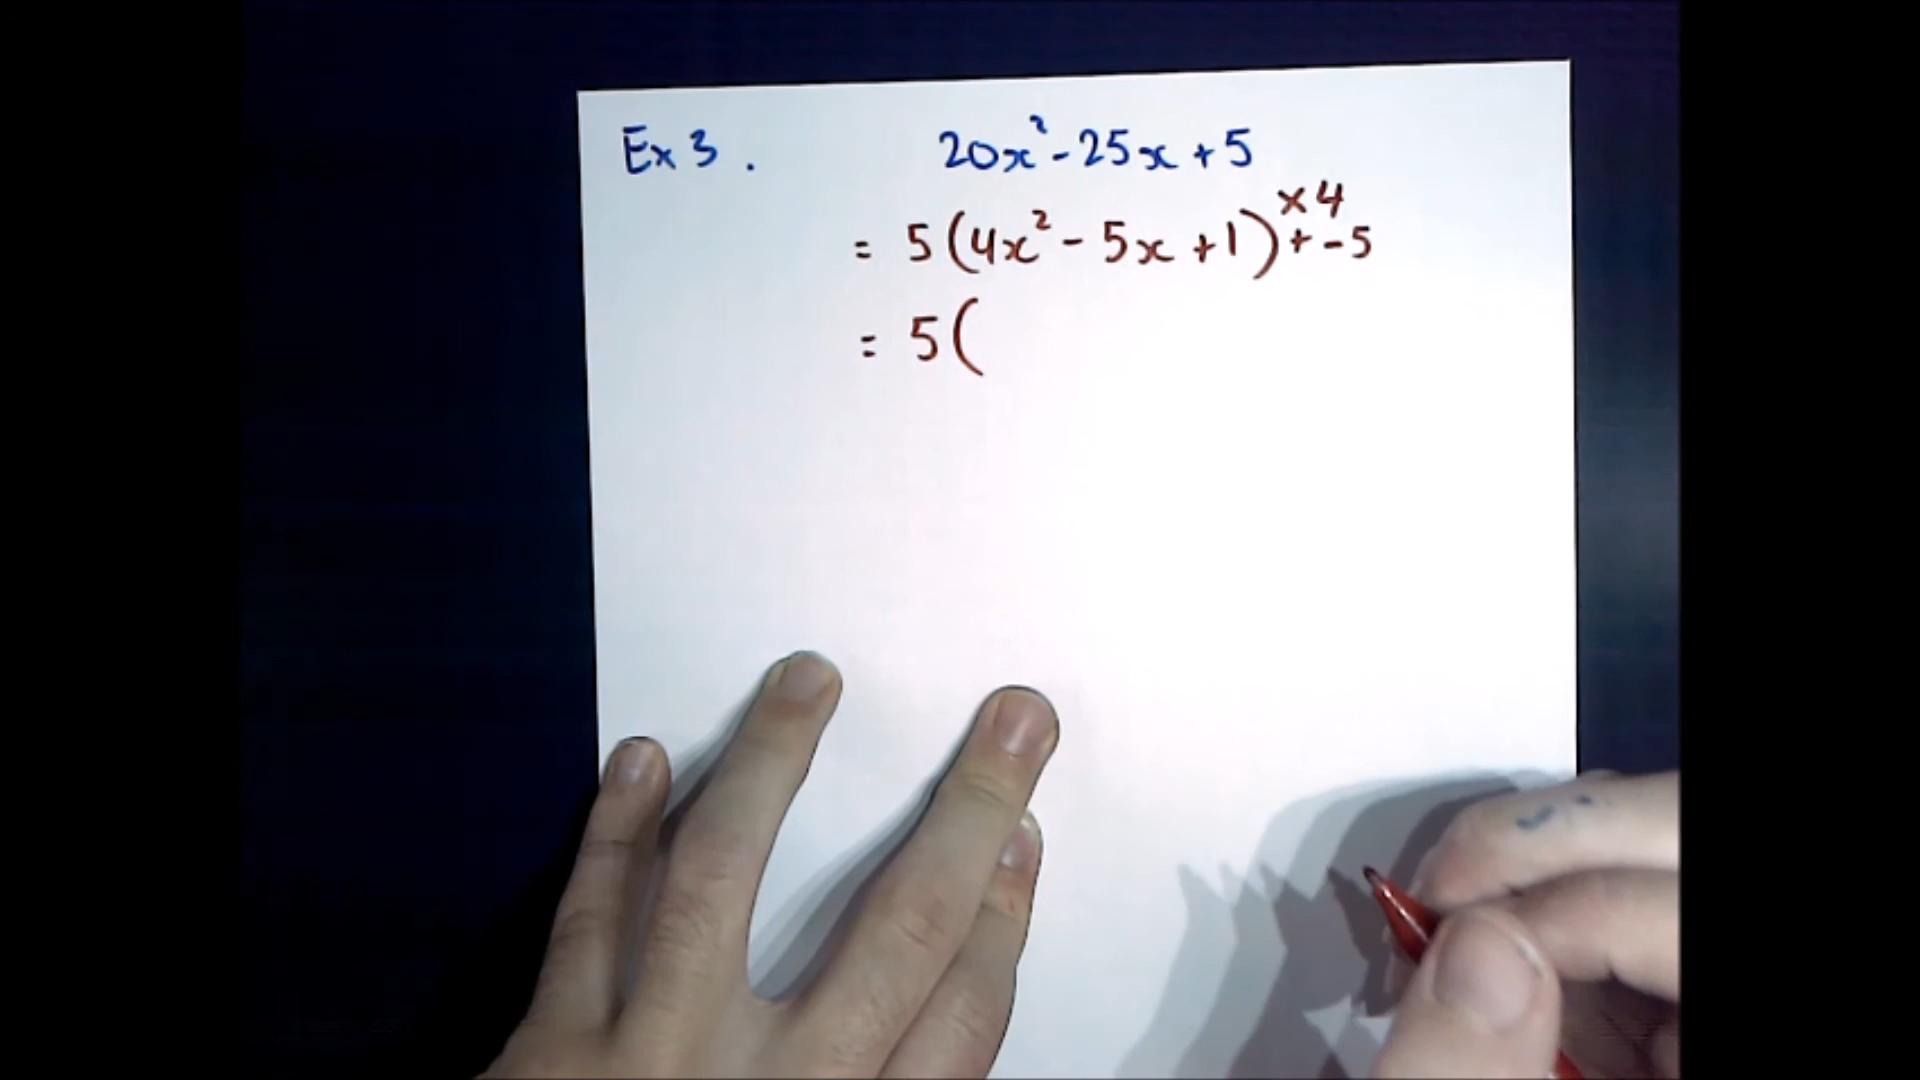 Ex 3. 20x² - 25x + 5
× 4
= 5(4x² - 5x + 1) + -5
= 5(